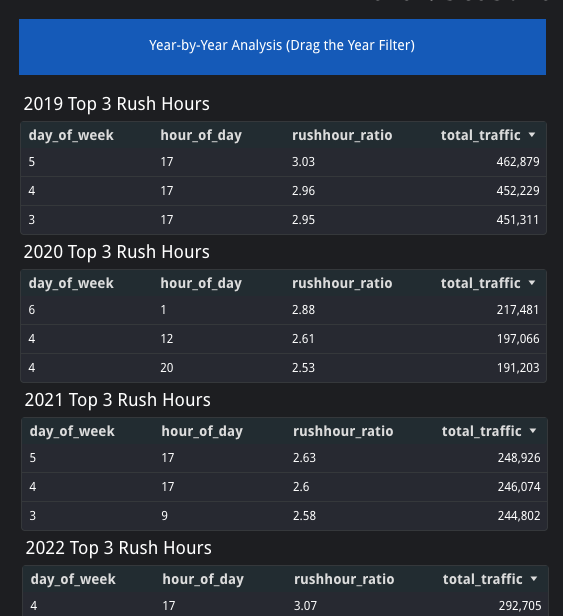 Year-by-Year Analysis (Drag the Year Filter)
2019 Top 3 Rush Hours
day_of_week hour_of_day rushhour_ratio total_traffic
5 17 3.03 462,879
4 17 2.96 452,229
3 17 2.95 451,311
2020 Top 3 Rush Hours
day_of_week hour_of_day rushhour_ratio total_traffic
6 1 2.88 217,481
4 12 2.61 197,066
4 20 2.53 191,203
2021 Top 3 Rush Hours
day_of_week hour_of_day rushhour_ratio total_traffic
5 17 2.63 248,926
4 17 2.6 246,074
3 9 2.58 244,802
2022 Top 3 Rush Hours
day_of_week hour_of_day rushhour_ratio total_traffic
4 17 3.07 292,705